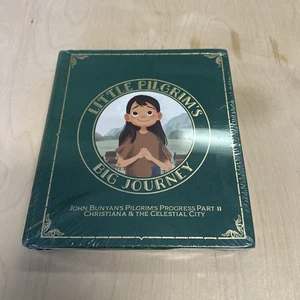 LITTLE PILGRIM'S
BIG JOURNEY
JOHN BUNYAN'S PILGRIM'S PROGRESS PART II
CHRISTIANA & THE CELESTIAL CITY